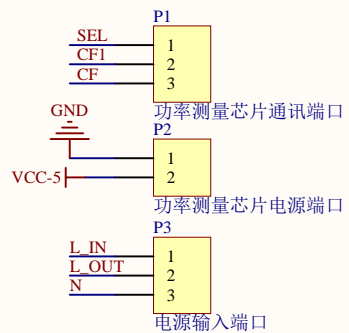 P1
SEL 1
CF1 2
CF 3
功率测量芯片通讯端口
GND
P2
1
VCC-5 2
功率测量芯片电源端口
P3
L_IN 1
L_OUT 2
N 3
电源输入端口